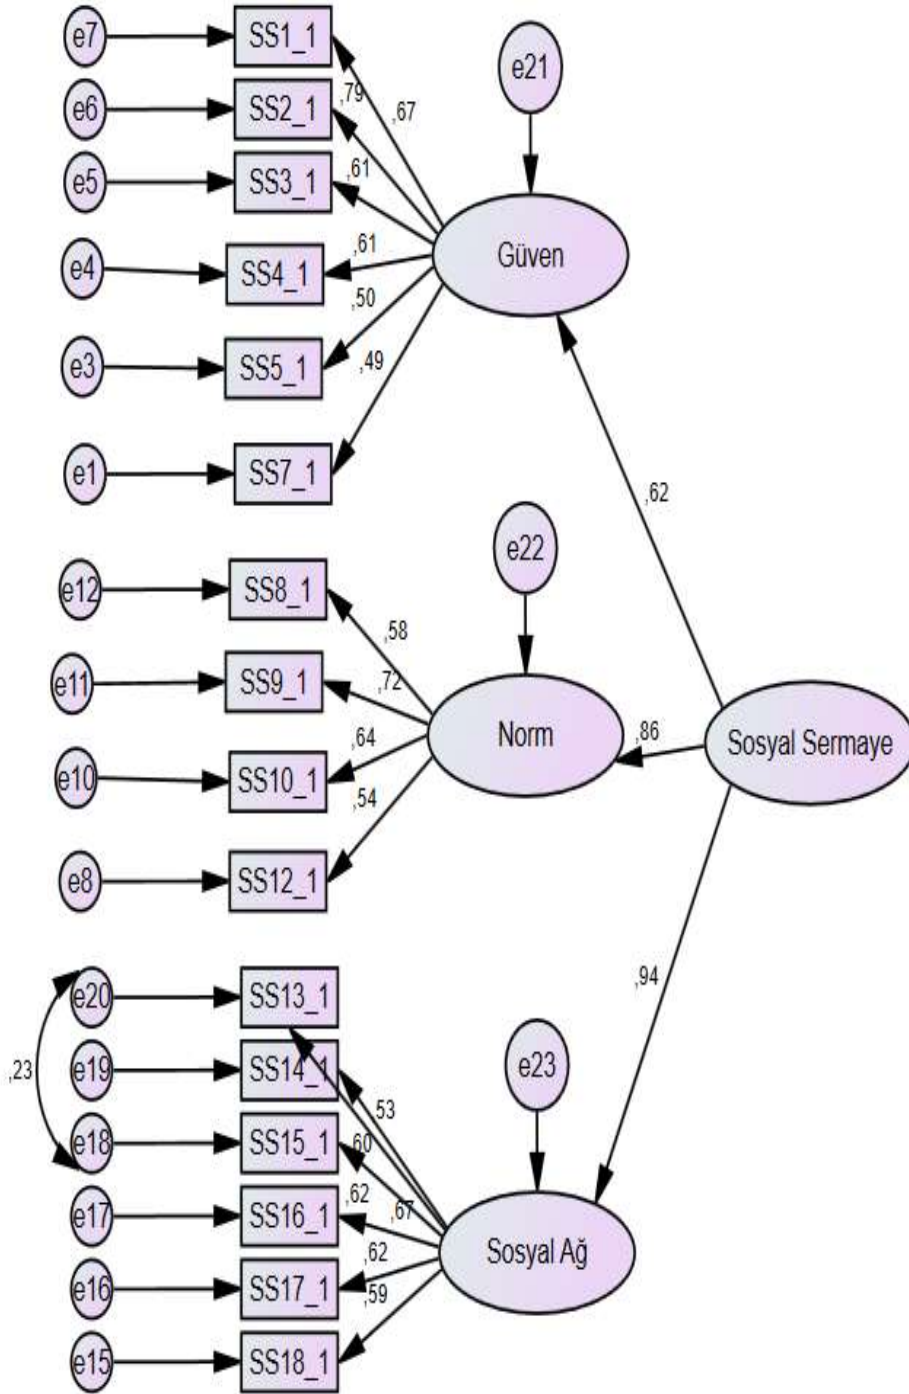 e7
SS1_1
e21
,79
,67
e6
SS2_1
e5
SS3_1
,61
Güven
e4
SS4_1
,61
,50
e3
SS5_1
,49
e1
SS7_1
,62
e22
e12
SS8_1
,58
e11
SS9_1
,72
Norm
,86
Sosyal Sermaye
e10
SS10_1
,64
,54
e8
SS12_1
,94
e20
SS13_1
e23
,23
e19
SS14_1
,53
e18
SS15_1
,60
e17
SS16_1
,62
,67
Sosyal Ağ
e16
SS17_1
,62
,59
e15
SS18_1